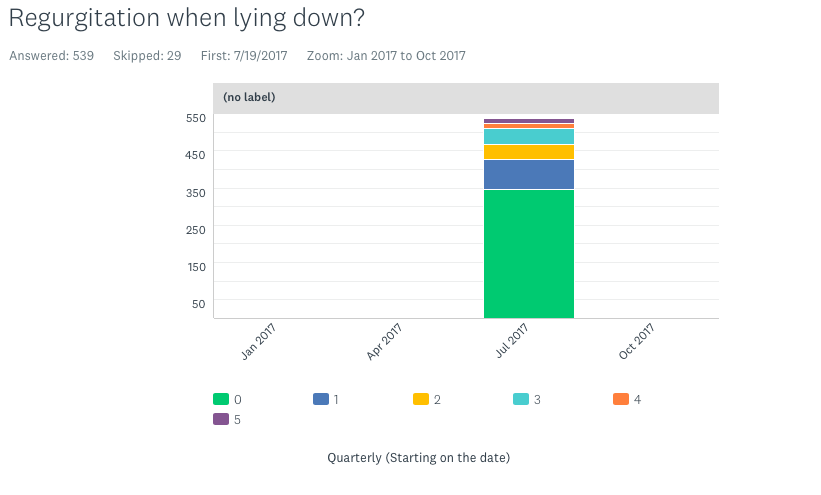 Regurgitation when lying down?
Answered: 539 Skipped: 29 First: 7/19/2017 Zoom: Jan 2017 to Oct 2017
(no label)
550
450
350
250
150
50
Jan 2017 Apr 2017 Jul 2017 Oct 2017
0 1 2 3 4
5
Quarterly (Starting on the date)